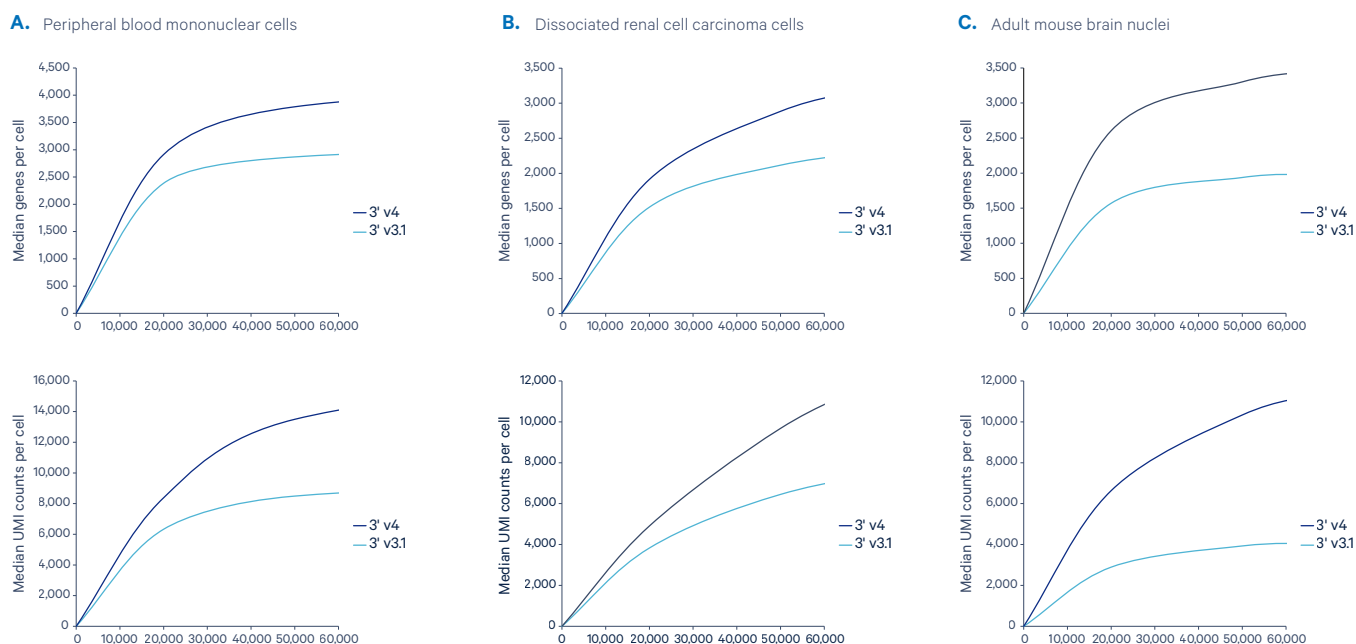 A. Peripheral blood mononuclear cells
Median genes per cell
4,500
4,000
3,500
3,000
2,500
2,000
1,500
1,000
500
0
0 10,000 20,000 30,000 40,000 50,000 60,000
3' v4
3' v3.1
B. Dissociated renal cell carcinoma cells
Median genes per cell
3,500
3,000
2,500
2,000
1,500
1,000
500
0
0 10,000 20,000 30,000 40,000 50,000 60,000
3' v4
3' v3.1
C. Adult mouse brain nuclei
Median genes per cell
3,500
3,000
2,500
2,000
1,500
1,000
500
0
0 10,000 20,000 30,000 40,000 50,000 60,000
3' v4
3' v3.1
Median UMI counts per cell
16,000
14,000
12,000
10,000
8,000
6,000
4,000
2,000
0
0 10,000 20,000 30,000 40,000 50,000 60,000
3' v4
3' v3.1
Median UMI counts per cell
12,000
10,000
8,000
6,000
4,000
2,000
0
0 10,000 20,000 30,000 40,000 50,000 60,000
3' v4
3' v3.1
Median UMI counts per cell
12,000
10,000
8,000
6,000
4,000
2,000
0
0 10,000 20,000 30,000 40,000 50,000 60,000
3' v4
3' v3.1